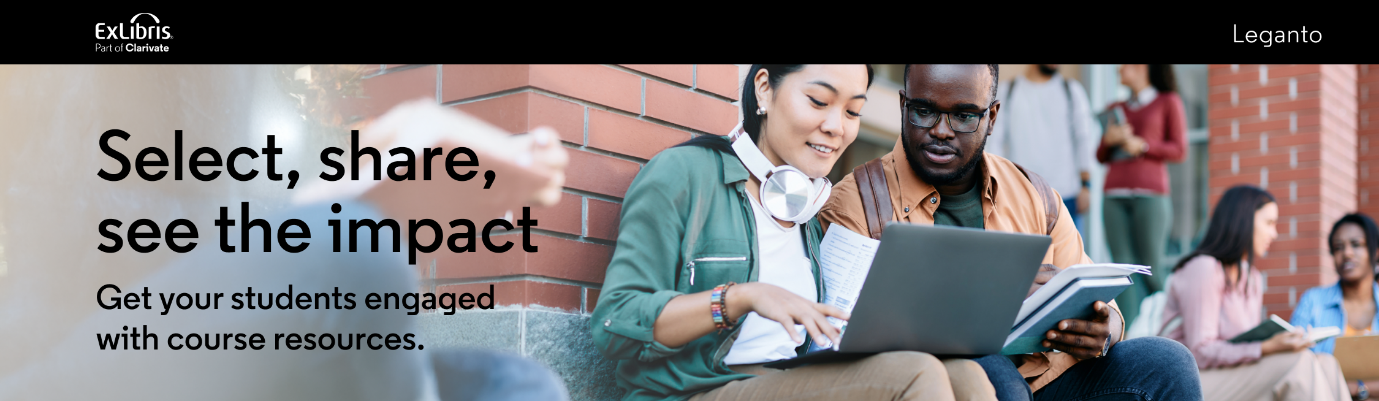 ExLibris
Part of Clarivate
Leganto
Select, share,
see the impact
Get your students engaged
with course resources.